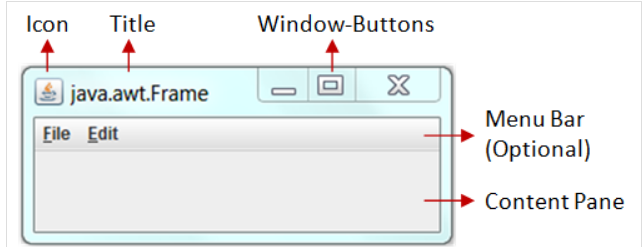 Icon Title Window-Buttons
java.awt.Frame
File Edit
Menu Bar
(Optional)
Content Pane